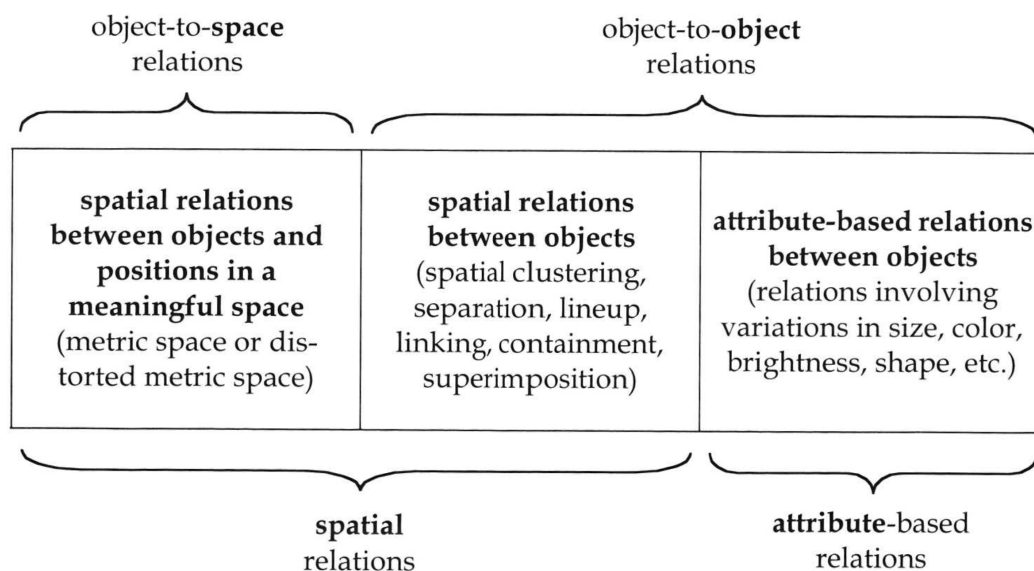 object-to-space
relations
object-to-object
relations
spatial relations
between objects and
positions in a
meaningful space
(metric space or dis-
torted metric space)
spatial relations
between objects
(spatial clustering,
separation, lineup,
linking, containment,
superimposition)
attribute-based relations
between objects
(relations involving
variations in size, color,
brightness, shape, etc.)
spatial
relations
attribute-based
relations